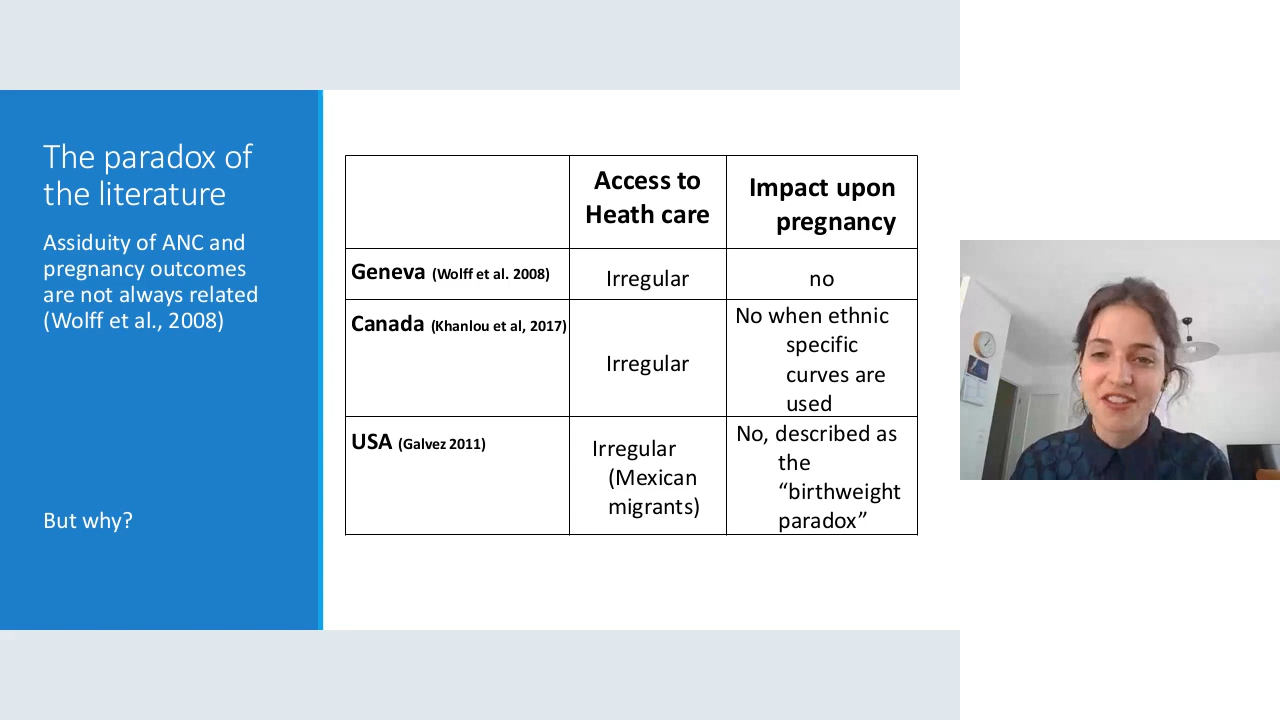 The paradox of
the literature
Assiduity of ANC and
pregnancy outcomes
are not always related
(Wolff et al., 2008)
But why?
Access to
Heath care
Impact upon
pregnancy
Geneva (Wolff et al. 2008)
Irregular
no
Canada (Khanlou et al, 2017)
Irregular
No when ethnic
specific
curves are
used
USA (Galvez 2011)
Irregular
(Mexican
migrants)
No, described as
the
“birthweight
paradox”